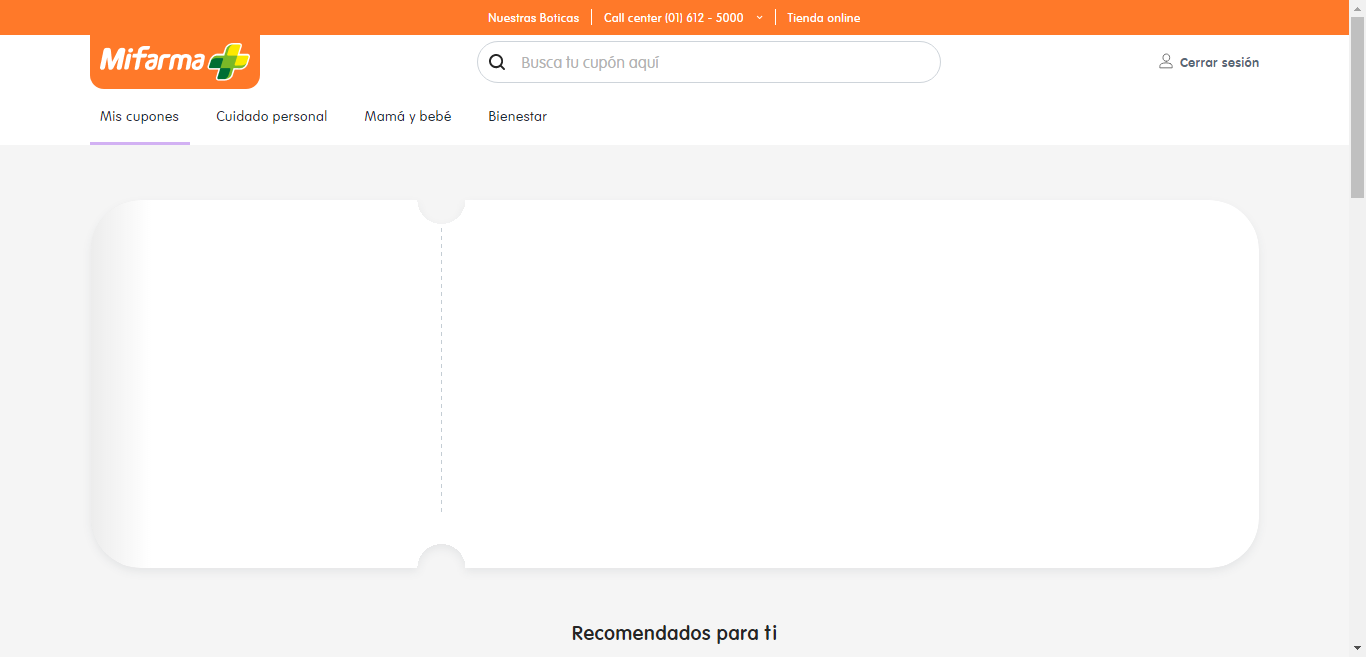 Nuestras Boticas
Call center (01) 612 - 5000
Tienda online
Mifarma
Busca tu cupón aquí
Cerrar sesión
Mis cupones
Cuidado personal
Mamá y bebé
Bienestar
Recomendados para ti